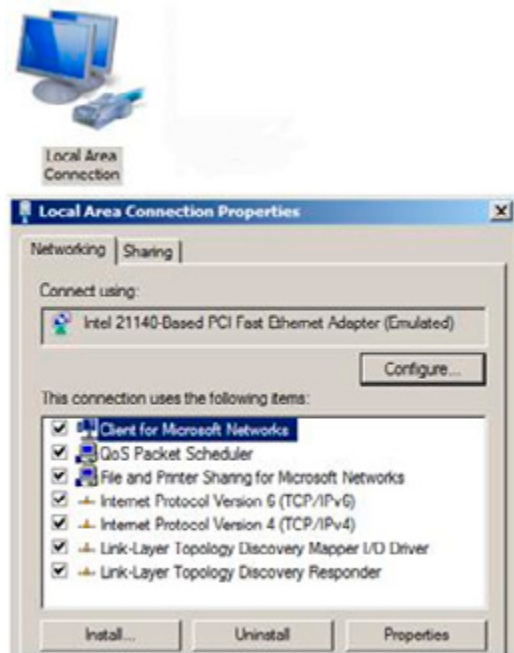 Local Area
Connection
Local Area Connection Properties
Networking
Sharing
Connect using:
Intel 21140-Based PCI Fast Ethernet Adapter (Emulated)
Configure...
This connection uses the following items:
Client for Microsoft Networks
QoS Packet Scheduler
File and Printer Sharing for Microsoft Networks
Internet Protocol Version 6 (TCP/IPv6)
Internet Protocol Version 4 (TCP/IPv4)
Link-Layer Topology Discovery Mapper I/O Driver
Link-Layer Topology Discovery Responder
Install...
Uninstall
Properties